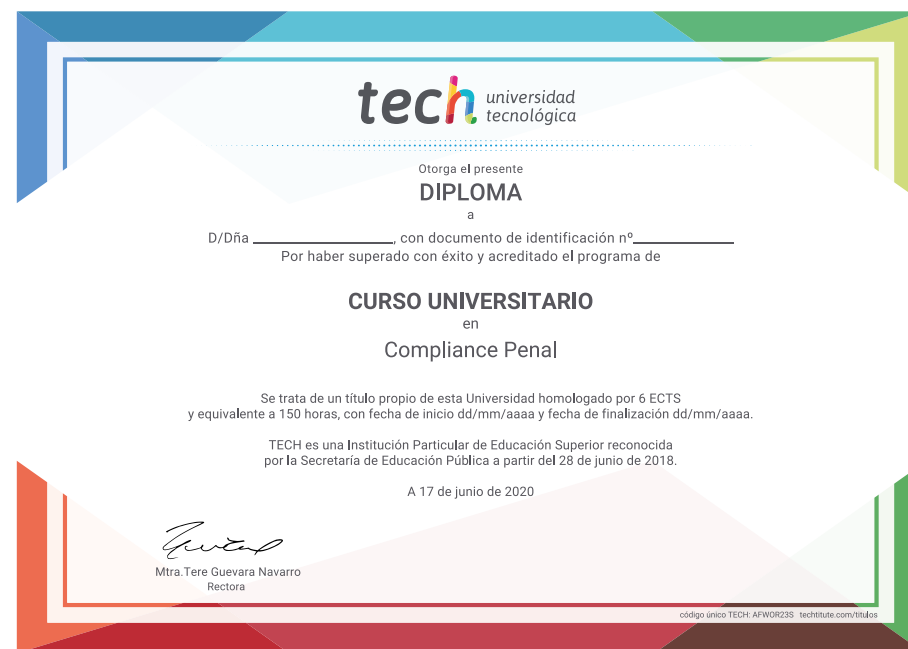 tech universidad
tecnológica
Otorga el presente
DIPLOMA
a
D/Dña ____________________, con documento de identificación nº______________
Por haber superado con éxito y acreditado el programa de
CURSO UNIVERSITARIO
en
Compliance Penal
Se trata de un título propio de esta Universidad homologado por 6 ECTS
y equivalente a 150 horas, con fecha de inicio dd/mm/aaaa y fecha de finalización dd/mm/aaaa.
TECH es una Institución Particular de Educación Superior reconocida
por la Secretaría de Educación Pública a partir del 28 de junio de 2018.
A 17 de junio de 2020
Mtra.Tere Guevara Navarro
Rectora
código único TECH: AFWOR23S techtitute.com/titulos